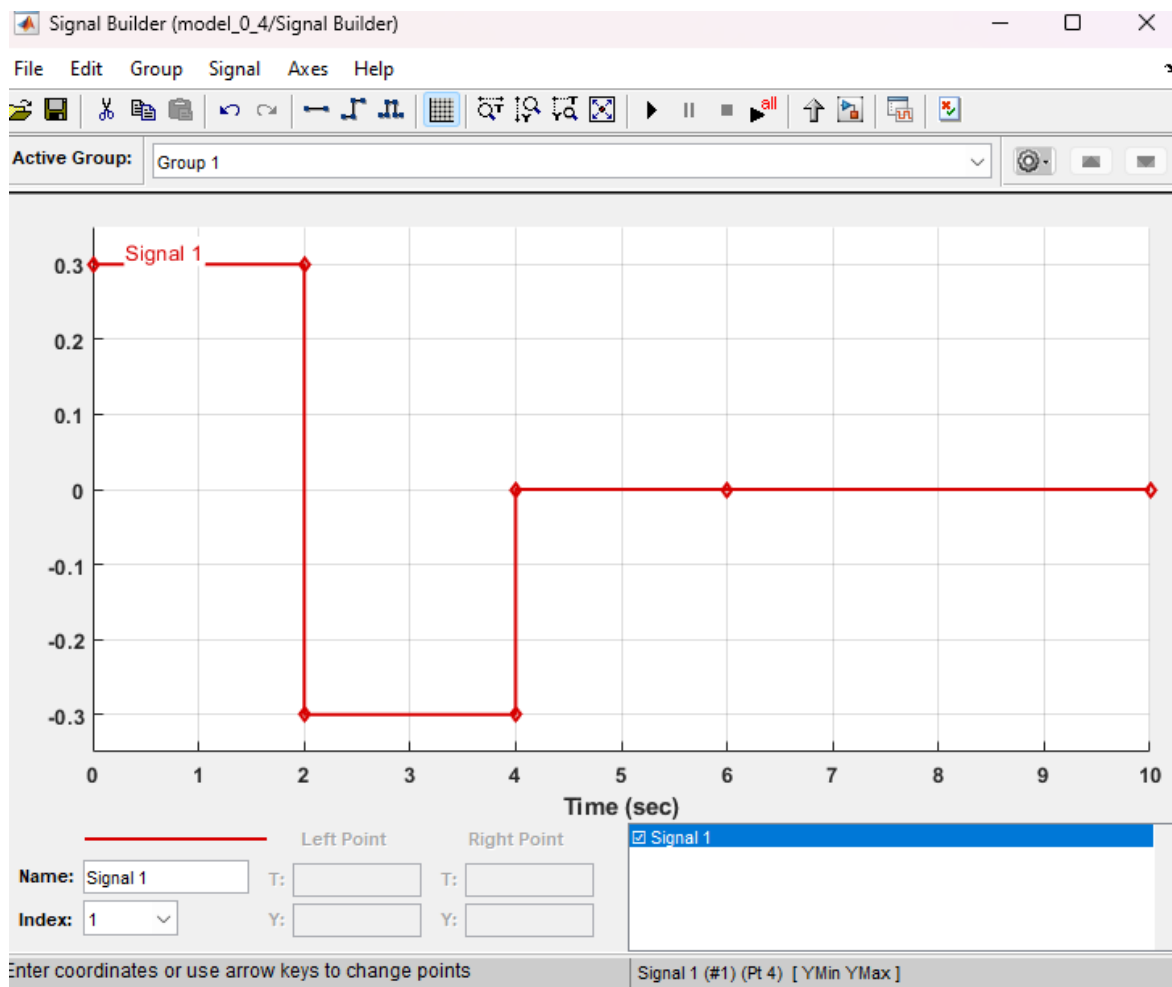 Signal Builder (model_0_4/Signal Builder)
File Edit Group Signal Axes Help
all
Active Group: Group 1
Signal 1
0.3
0.2
0.1
0
-0.1
-0.2
-0.3
0 1 2 3 4 5 6 7 8 9 10
Time (sec)
Left Point Right Point
Signal 1
Name: Signal 1 T: T:
Index: 1 Y: Y:
Enter coordinates or use arrow keys to change points
Signal 1 (#1) (Pt 4) [ YMin YMax ]